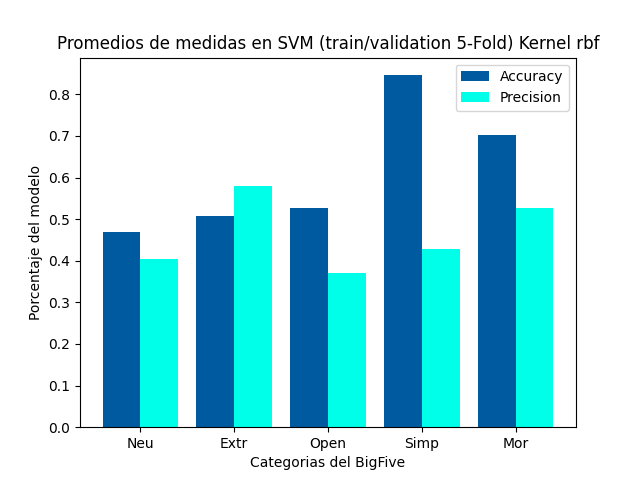 Promedios de medidas en SVM (train/validation 5-Fold) Kernel rbf
Accuracy
Precision
Porcentaje del modelo
0.8
0.7
0.6
0.5
0.4
0.3
0.2
0.1
0.0
Neu Extr Open Simp Mor
Categorias del BigFive